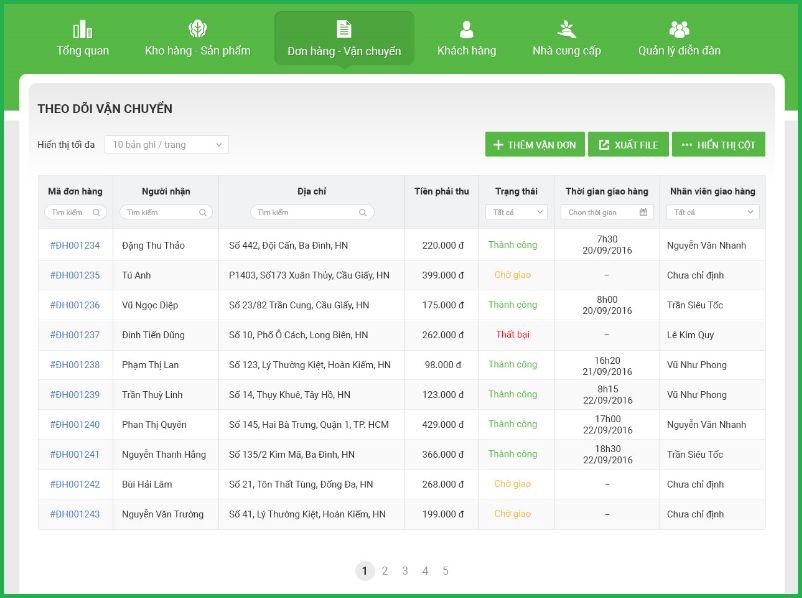 Tổng quan
Kho hàng - Sản phẩm
Đơn hàng - Vận chuyển
Khách hàng
Nhà cung cấp
Quản lý diễn đàn
THEO DÕI VẬN CHUYỂN
Hiển thị tối đa 10 bản ghi / trang
THÊM VẬN ĐƠN
XUẤT FILE
HIỂN THỊ CỘT
Mã đơn hàng Người nhận Địa chỉ Tiền phải thu Trạng thái Thời gian giao hàng Nhân viên giao hàng
Tìm kiếm Tìm kiếm Tìm kiếm Tất cả Chọn thời gian Tất cả
#ĐH001234 Đặng Thu Thảo Số 442, Đội Cấn, Ba Đình, HN 220.000 đ Thành công 7h30 20/09/2016 Nguyễn Văn Nhanh
#ĐH001235 Tú Anh P1403, Số173 Xuân Thủy, Cầu Giấy, HN 399.000 đ Chờ giao – Chưa chỉ định
#ĐH001236 Vũ Ngọc Diệp Số 23/82 Trần Cung, Cầu Giấy, HN 175.000 đ Thành công 8h00 20/09/2016 Trần Siêu Tốc
#ĐH001237 Đinh Tiến Dũng Số 10, Phố Ô Cách, Long Biên, HN 262.000 đ Thất bại – Lê Kim Quy
#ĐH001238 Phạm Thị Lan Số 123, Lý Thường Kiệt, Hoàn Kiếm, HN 98.000 đ Thành công 16h20 21/09/2016 Vũ Như Phong
#ĐH001239 Trần Thuỳ Linh Số 14, Thụy Khuê, Tây Hồ, HN 123.000 đ Thành công 8h15 22/09/2016 Vũ Như Phong
#ĐH001240 Phan Thị Quyên Số 145, Hai Bà Trưng, Quận 1, TP. HCM 429.000 đ Thành công 17h00 22/09/2016 Nguyễn Văn Nhanh
#ĐH001241 Nguyễn Thanh Hằng Số 135/2 Kim Mã, Ba Đình, HN 366.000 đ Thành công 18h30 22/09/2016 Trần Siêu Tốc
#ĐH001242 Bùi Hải Lâm Số 21, Tôn Thất Tùng, Đống Đa, HN 268.000 đ Chờ giao – Chưa chỉ định
#ĐH001243 Nguyễn Văn Trường Số 41, Lý Thường Kiệt, Hoàn Kiếm, HN 199.000 đ Chờ giao – Chưa chỉ định
1 2 3 4 5